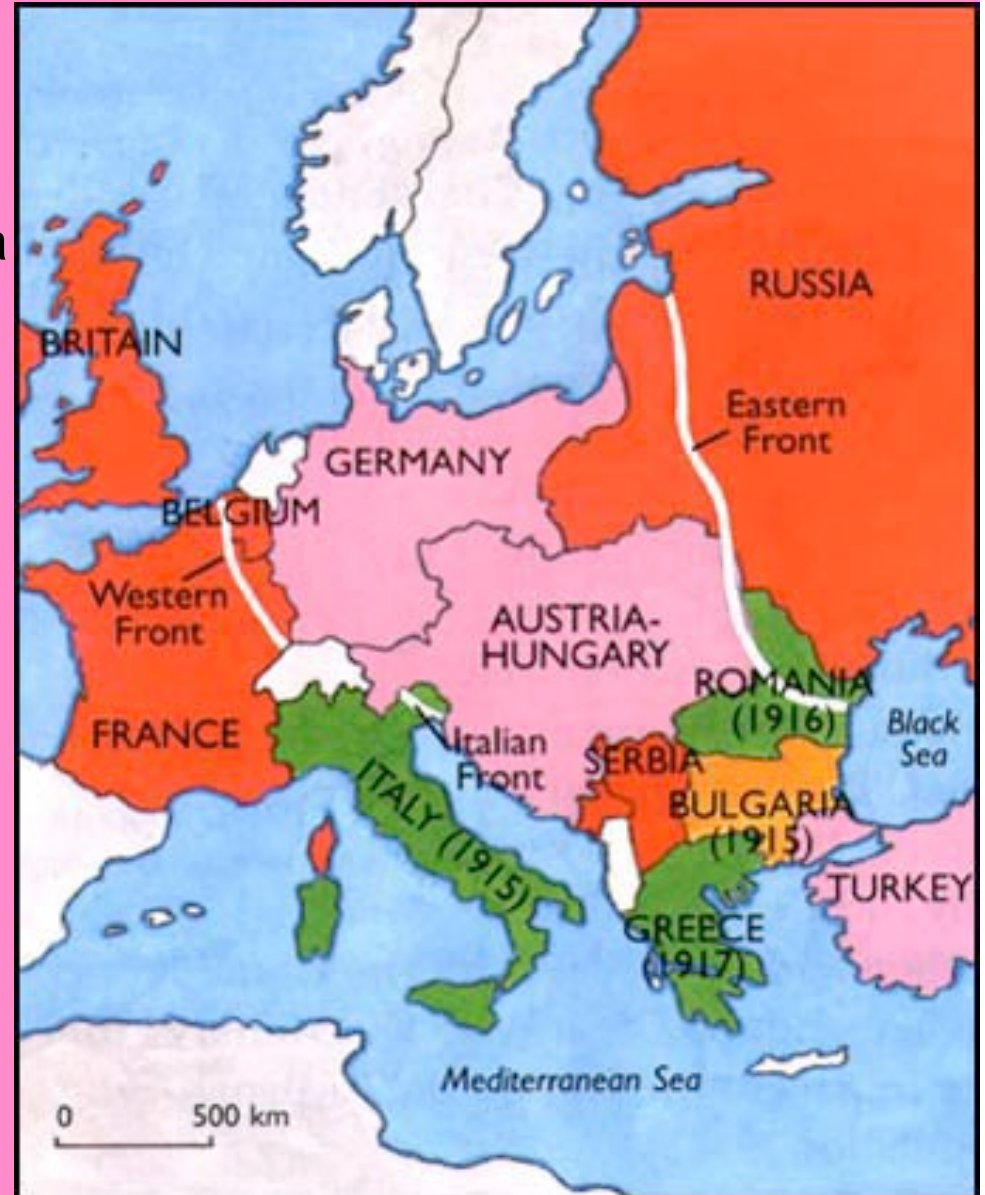 RUSSIA
BRITAIN
Eastern
Front
GERMANY
BELGIUM
Western
Front
AUSTRIA-
HUNGARY
ROMANIA
(1916)
Black
Sea
FRANCE
Italian
Front
SERBIA
ITALY (1915)
BULGARIA
(1915)
TURKEY
GREECE
(1917)
Mediterranean Sea
0 500 km